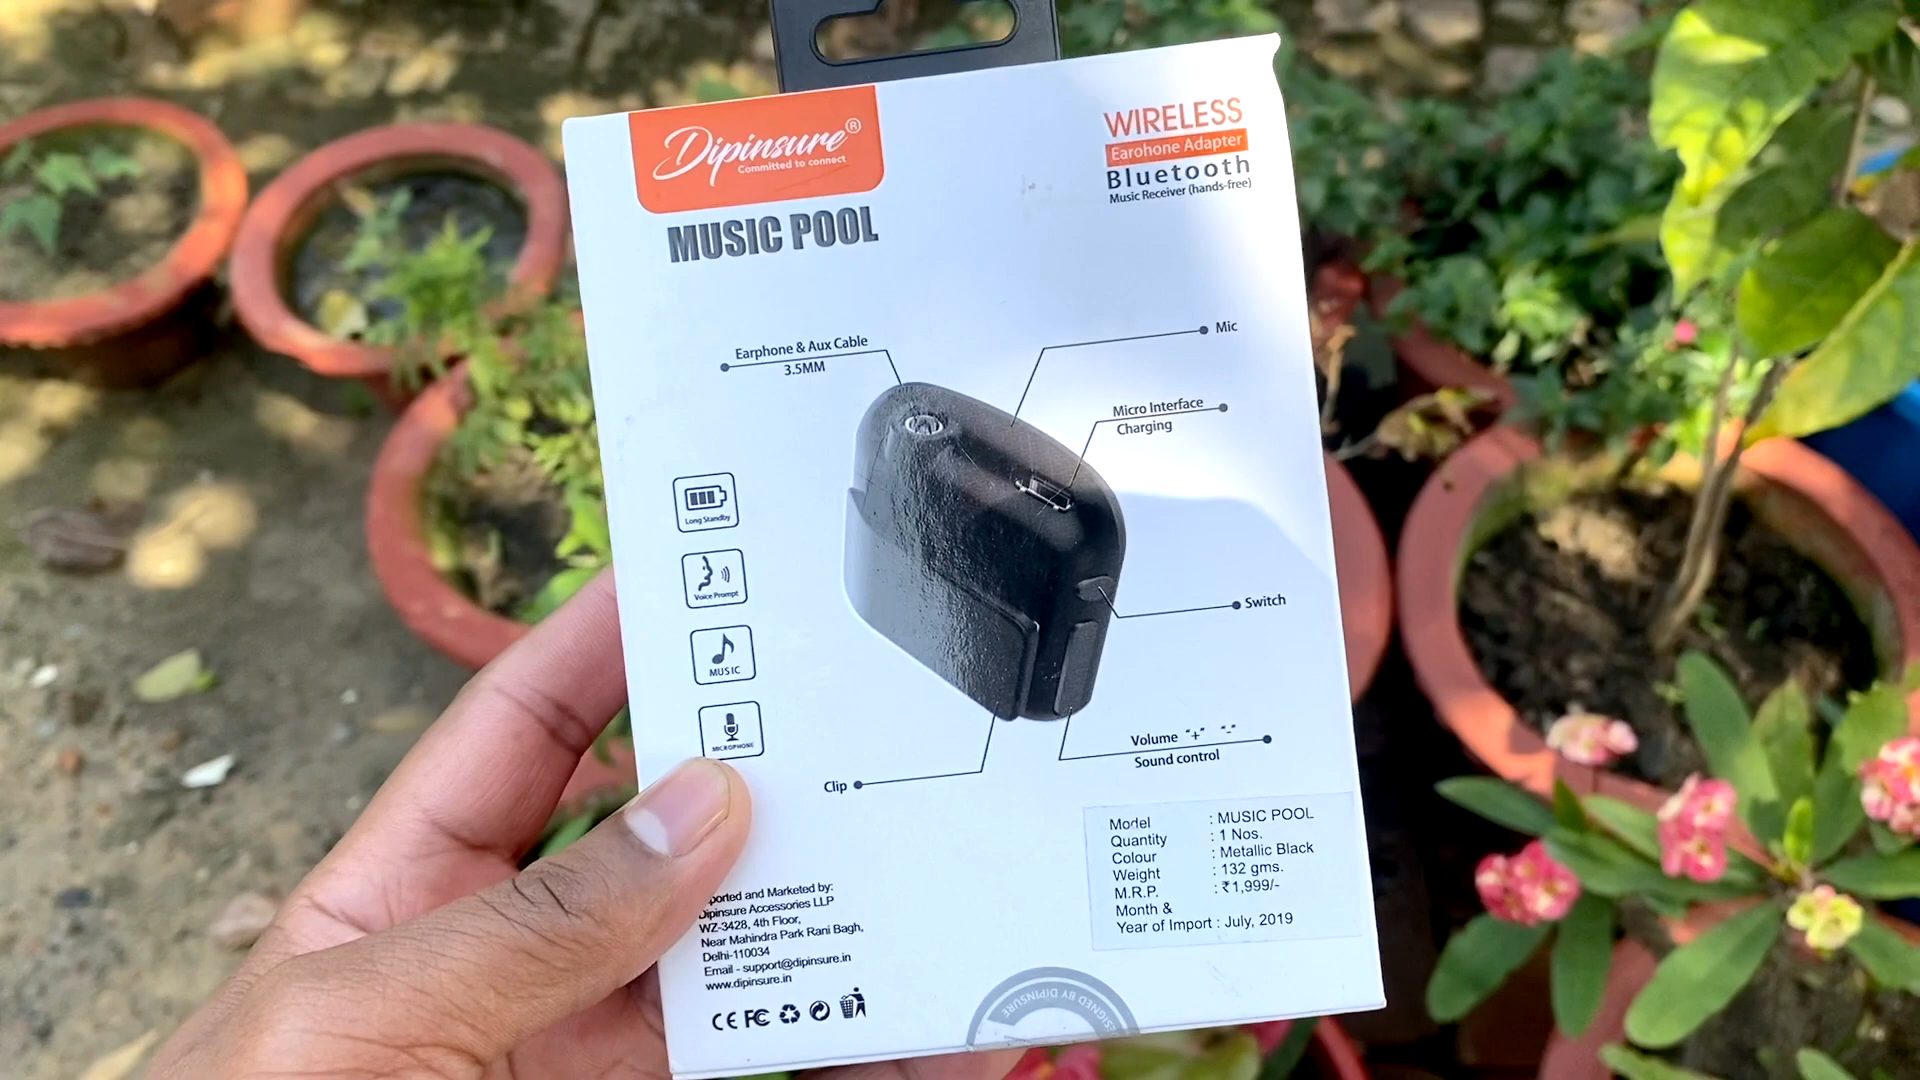 Dipinsure®
Committed to connect
MUSIC POOL
WIRELESS
Earohone Adapter
Bluetooth
Music Receiver (hands-free)
Earphone & Aux Cable
3.5MM
Mic
Micro Interface
Charging
Switch
Volume "+" "-"
Sound control
Clip
Long Standby
Voice Prompt
MUSIC
MICROPHONE
Model : MUSIC POOL
Quantity : 1 Nos.
Colour : Metallic Black
Weight : 132 gms.
M.R.P. : ₹1,999/-
Month &
Year of Import : July, 2019
and Marketed by:
Dipinsure Accessories LLP
WZ-3428, 4th Floor,
Near Mahindra Park Rani Bagh,
Delhi-110034
Email - support@dipinsure.in
www.dipinsure.in
CE FC
BY DIPINSURE